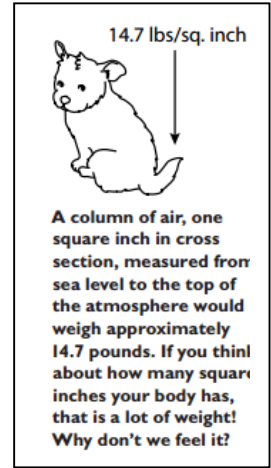 14.7 lbs/sq. inch
A column of air, one
square inch in cross
section, measured from
sea level to the top of
the atmosphere would
weigh approximately
14.7 pounds. If you thinl
about how many square
inches your body has,
that is a lot of weight!
Why don't we feel it?